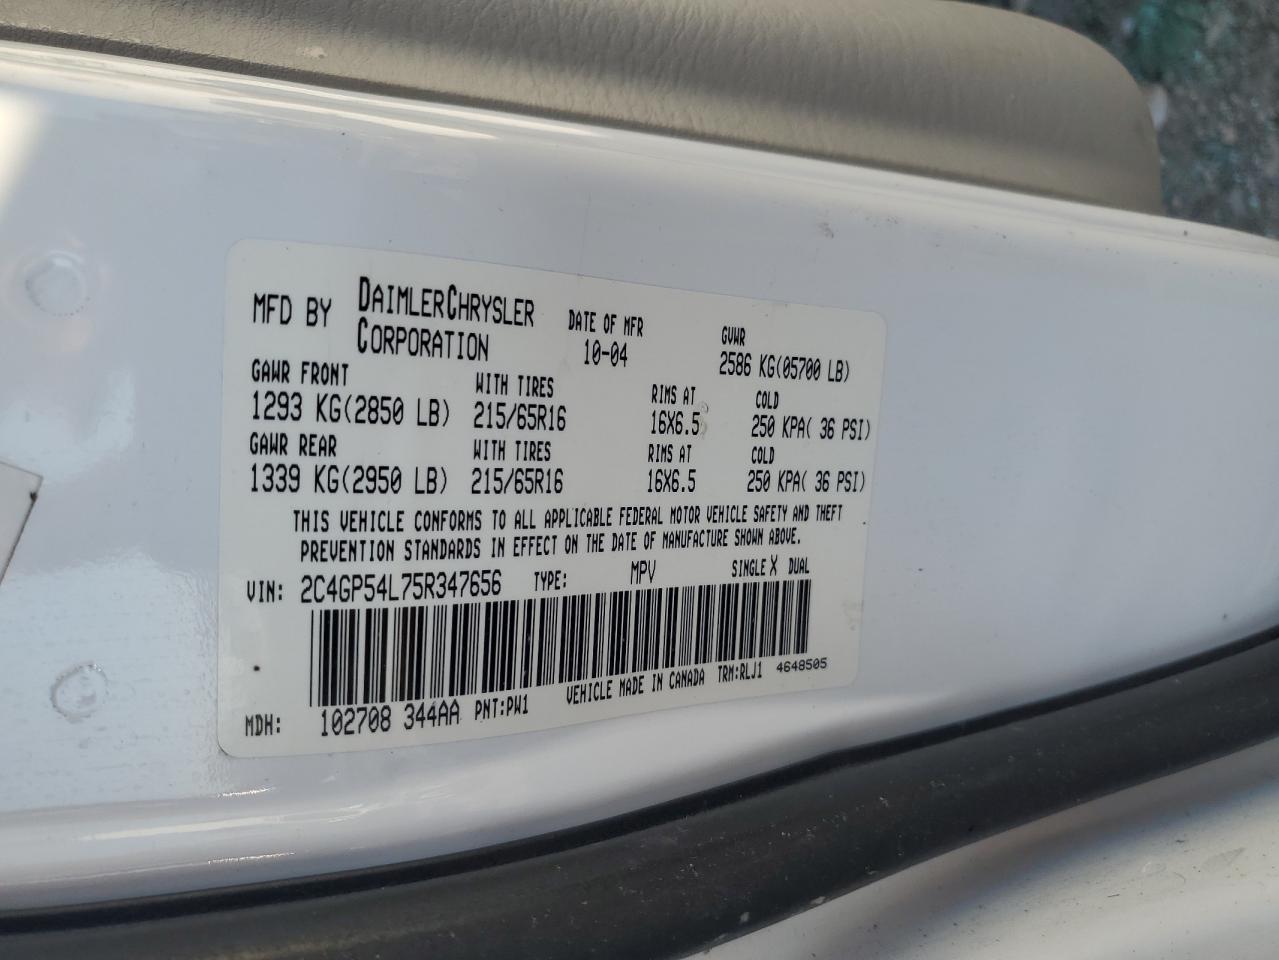 MFD BY DAIMLERCHRYSLER CORPORATION DATE OF MFR 10-04 GVWR 2586 KG(05700 LB)
GAWR FRONT WITH TIRES RIMS AT COLD
1293 KG(2850 LB) 215/65R16 16X6.5 250 KPA( 36 PSI)
GAWR REAR WITH TIRES RIMS AT COLD
1339 KG(2950 LB) 215/65R16 16X6.5 250 KPA( 36 PSI)
THIS VEHICLE CONFORMS TO ALL APPLICABLE FEDERAL MOTOR VEHICLE SAFETY AND THEFT
PREVENTION STANDARDS IN EFFECT ON THE DATE OF MANUFACTURE SHOWN ABOVE.
VIN: 2C4GP54L75R347656 TYPE: MPV SINGLE X DUAL
MDH: 102708 344AA PNT:PW1 VEHICLE MADE IN CANADA TRM:RLJ1 4648505